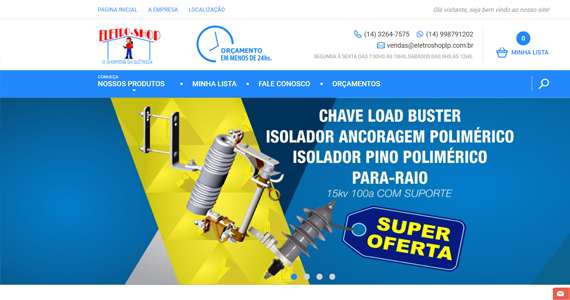 PÁGINA INICIAL A EMPRESA LOCALIZAÇÃO
Olá visitante, seja bem vindo ao nosso site!
ELETRO-SHOP
O SHOPPING DA ELÉTRICA
ORÇAMENTO
EM MENOS DE 24hs.
(14) 3264-7575 (14) 998791202
vendas@eletroshoplp.com.br
SEGUNDA À SEXTA DAS 7:30HS ÀS 18HS, SÁBADOS DAS 8HS ÀS 12HS.
0
MINHA LISTA
CONHEÇA
NOSSOS PRODUTOS MINHA LISTA FALE CONOSCO ORÇAMENTOS
CHAVE LOAD BUSTER
ISOLADOR ANCORAGEM POLIMÉRICO
ISOLADOR PINO POLIMÉRICO
PARA-RAIO
15kv 100a COM SUPORTE
SUPER
OFERTA